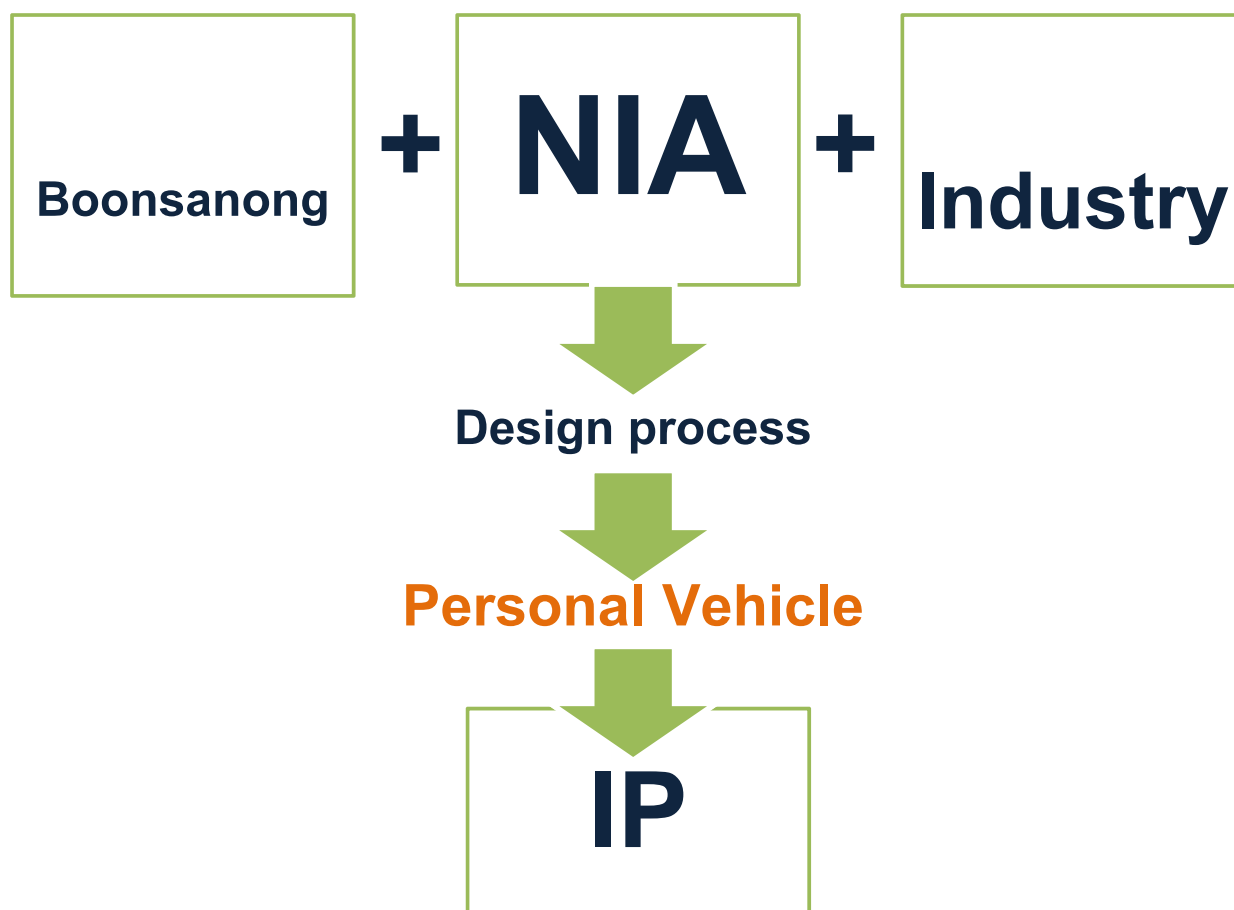 Boonsanong + NIA + Industry
Design process
Personal Vehicle
IP